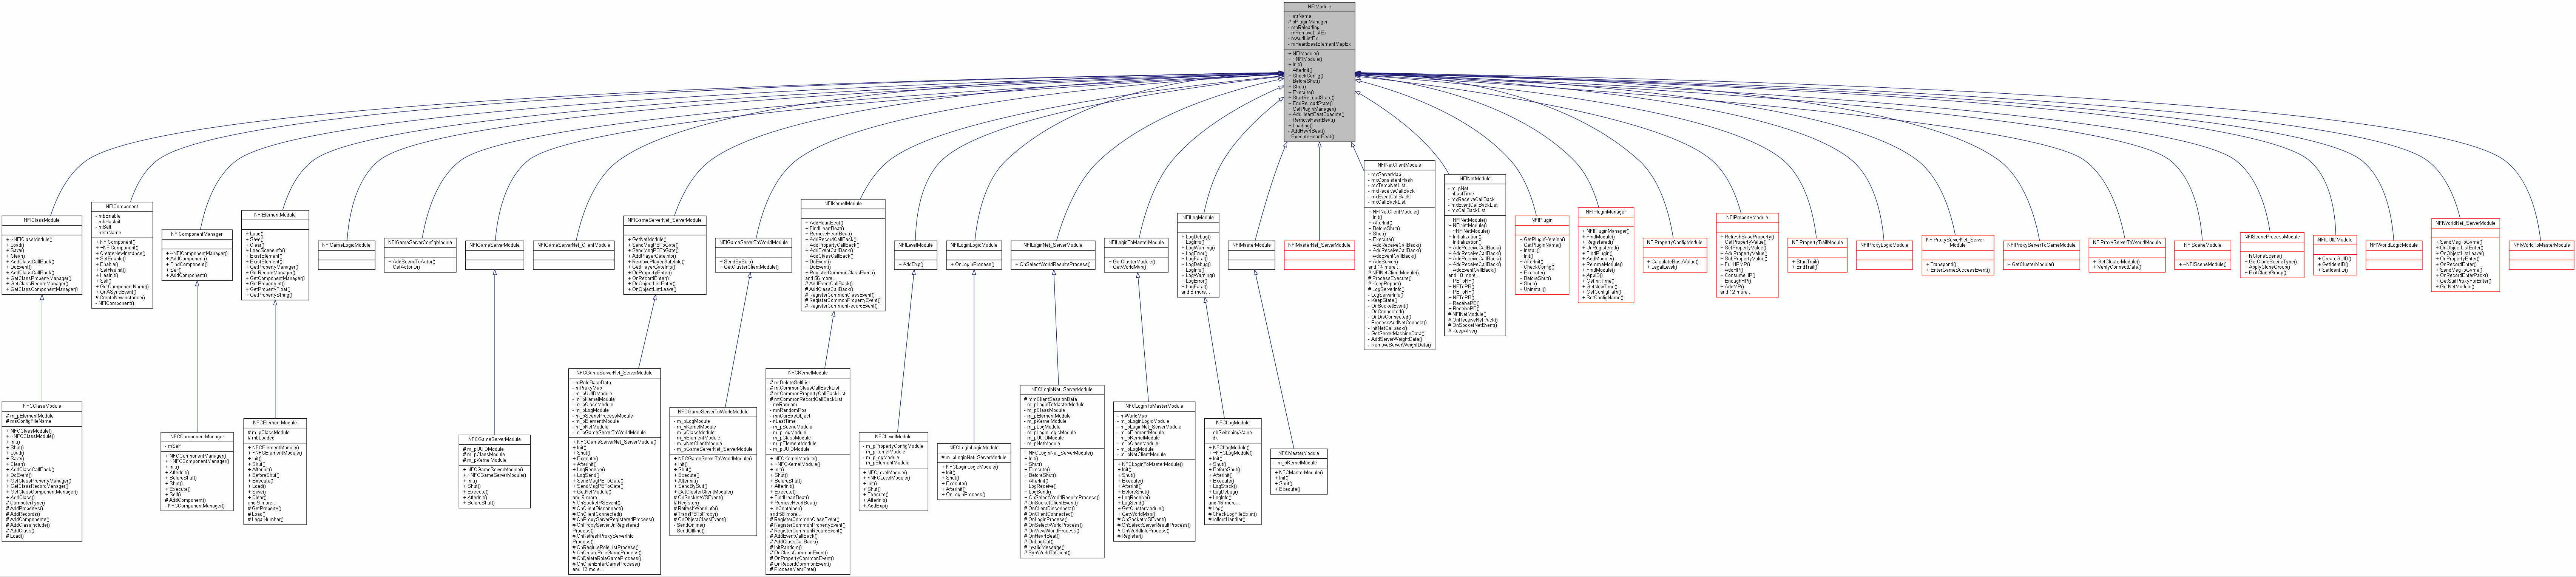 NFIModule
+ strName
# pPluginManager
- mbReloading
- mRemoveListEx
- mAddListEx
- mHeartBeatElementMapEx
+ NFIModule()
+ ~NFIModule()
+ Init()
+ AfterInit()
+ CheckConfig()
+ BeforeShut()
+ Shut()
+ Execute()
+ StartReLoadState()
+ EndReLoadState()
+ GetPluginManager()
+ AddHeartBeatExecute()
+ RemoveHeartBeat()
+ Loading()
- AddHeartBeat()
- ExecuteHeartBeat()
NFIClassModule
+ ~NFIClassModule()
+ Load()
+ Save()
+ Clear()
+ AddClassCallBack()
+ DoEvent()
+ AddClassCallBack()
+ GetClassPropertyManager()
+ GetClassRecordManager()
+ GetClassComponentManager()
NFIComponent
- mbEnable
- mbHasInit
- mSelf
- mstrName
+ NFIComponent()
+ ~NFIComponent()
+ CreateNewInstance()
+ SetEnable()
+ Enable()
+ SetHasInit()
+ HasInit()
+ Self()
+ GetComponentName()
+ OnASyncEvent()
# CreateNewInstance()
- NFIComponent()
NFIComponentManager
+ ~NFIComponentManager()
+ AddComponent()
+ FindComponent()
+ Self()
+ AddComponent()
NFIElementModule
+ Load()
+ Save()
+ Clear()
+ LoadSceneInfo()
+ ExistElement()
+ ExistElement()
+ GetPropertyManager()
+ GetRecordManager()
+ GetComponentManager()
+ GetPropertyInt()
+ GetPropertyFloat()
+ GetPropertyString()
NFIGameLogicModule
NFIGameServerConfigModule
+ AddSceneToActor()
+ GetActorID()
NFIGameServerModule
NFIGameServerNet_ClientModule
NFIGameServerNet_ServerModule
+ GetNetModule()
+ SendMsgPBToGate()
+ SendMsgPBToGate()
+ AddPlayerGateInfo()
+ RemovePlayerGateInfo()
+ GetPlayerGateInfo()
+ OnPropertyEnter()
+ OnRecordEnter()
+ OnObjectListEnter()
+ OnObjectListLeave()
NFIGameServerToWorldModule
+ SendBySuit()
+ GetClusterClientModule()
NFIKernelModule
+ AddHeartBeat()
+ FindHeartBeat()
+ RemoveHeartBeat()
+ AddRecordCallBack()
+ AddPropertyCallBack()
+ AddEventCallBack()
+ AddClassCallBack()
+ DoEvent()
+ DoEvent()
+ RegisterCommonClassEvent()
and 56 more...
# AddEventCallBack()
# AddClassCallBack()
# RegisterCommonClassEvent()
# RegisterCommonPropertyEvent()
# RegisterCommonRecordEvent()
NFILevelModule
+ AddExp()
NFILoginLogicModule
+ OnLoginProcess()
NFILoginNet_ServerModule
+ OnSelectWorldResultsProcess()
NFILoginToMasterModule
+ GetClusterModule()
+ GetWorldMap()
NFILogModule
+ LogDebug()
+ LogInfo()
+ LogWarning()
+ LogError()
+ LogFatal()
+ LogDebug()
+ LogInfo()
+ LogWarning()
+ LogError()
+ LogFatal()
and 8 more...
NFIMasterModule
NFIMasterNet_ServerModule
NFINetClientModule
- mxServerMap
- mxConsistentHash
- mxTempNetList
- mxReceiveCallBack
- mxEventCallBack
- mxCallBackList
+ NFINetClientModule()
+ Init()
+ AfterInit()
+ BeforeShut()
+ Shut()
+ Execute()
+ AddReceiveCallBack()
+ AddReceiveCallBack()
+ AddEventCallBack()
+ AddServer()
and 14 more...
# NFINetClientModule()
# ProcessExecute()
# KeepReport()
# LogServerInfo()
- LogServerInfo()
- KeepState()
- OnSocketEvent()
- OnConnected()
- OnDisConnected()
- ProcessAddNetConnect()
- InitNetCallback()
- GetServerMachineData()
- AddServerWeightData()
- RemoveServerWeightData()
NFINetModule
- m_pNet
- nLastTime
- mxReceiveCallBack
- mxEventCallBackList
- mxCallBackList
+ NFINetModule()
+ NFINetModule()
+ ~NFINetModule()
+ Initialization()
+ Initialization()
+ AddReceiveCallBack()
+ AddReceiveCallBack()
+ AddReceiveCallBack()
+ AddReceiveCallBack()
+ AddEventCallBack()
and 10 more...
+ PBToNF()
+ NFToPB()
+ PBToNF()
+ NFToPB()
+ ReceivePB()
+ ReceivePB()
# NFINetModule()
# OnReceiveNetPack()
# OnSocketNetEvent()
# KeepAlive()
NFIPlugin
+ GetPluginVersion()
+ GetPluginName()
+ Install()
+ Init()
+ AfterInit()
+ CheckConfig()
+ Execute()
+ BeforeShut()
+ Shut()
+ Uninstall()
NFIPluginManager
+ NFIPluginManager()
+ FindModule()
+ Registered()
+ UnRegistered()
+ FindPlugin()
+ AddModule()
+ RemoveModule()
+ FindModule()
+ AppID()
+ GetInitTime()
+ GetNowTime()
+ GetConfigPath()
+ SetConfigName()
NFIPropertyConfigModule
+ CalculateBaseValue()
+ LegalLevel()
NFIPropertyModule
+ RefreshBaseProperty()
+ GetPropertyValue()
+ SetPropertyValue()
+ AddPropertyValue()
+ SubPropertyValue()
+ FullHPMP()
+ AddHP()
+ ConsumeHP()
+ EnoughHP()
+ AddMP()
and 12 more...
NFIPropertyTrailModule
+ StartTrail()
+ EndTrail()
NFIProxyLogicModule
NFIProxyServerNet_Server
Module
+ Transpond()
+ EnterGameSuccessEvent()
NFIProxyServerToGameModule
+ GetClusterModule()
NFIProxyServerToWorldModule
+ GetClusterModule()
+ VerifyConnectData()
NFISceneModule
+ ~NFISceneModule()
NFISceneProcessModule
+ IsCloneScene()
+ GetCloneSceneType()
+ ApplyCloneGroup()
+ ExitCloneGroup()
NFIUUIDModule
+ CreateGUID()
+ GetIdentID()
+ SetIdentID()
NFIWorldLogicModule
NFIWorldNet_ServerModule
+ SendMsgToGame()
+ OnObjectListEnter()
+ OnObjectListLeave()
+ OnPropertyEnter()
+ OnRecordEnter()
+ SendMsgToGame()
+ OnRecordEnterPack()
+ GetSuitProxyForEnter()
+ GetNetModule()
NFIWorldToMasterModule
NFCClassModule
# m_pElementModule
# msConfigFileName
+ NFCClassModule()
+ ~NFCClassModule()
+ Init()
+ Shut()
+ Load()
+ Save()
+ Clear()
+ AddClassCallBack()
+ DoEvent()
+ GetClassPropertyManager()
+ GetClassRecordManager()
+ GetClassComponentManager()
+ AddClass()
# ComputerType()
# AddPropertys()
# AddRecords()
# AddComponents()
# AddClassInclude()
# AddClass()
# Load()
NFCComponentManager
- mSelf
+ NFCComponentManager()
+ ~NFCComponentManager()
+ Init()
+ AfterInit()
+ BeforeShut()
+ Shut()
+ Execute()
+ Self()
# AddComponent()
- NFCComponentManager()
NFCElementModule
# m_pClassModule
# mbLoaded
+ NFCElementModule()
+ ~NFCElementModule()
+ Init()
+ Shut()
+ AfterInit()
+ BeforeShut()
+ Execute()
+ Load()
+ Save()
+ Clear()
and 9 more...
# GetProperty()
# Load()
# LegalNumber()
NFCGameServerModule
# m_pUUIDModule
# m_pClassModule
# m_pKernelModule
+ NFCGameServerModule()
+ ~NFCGameServerModule()
+ Init()
+ Shut()
+ Execute()
+ AfterInit()
+ BeforeShut()
NFCGameServerNet_ServerModule
- mRoleBaseData
- mProxyMap
- m_pUUIDModule
- m_pKernelModule
- m_pClassModule
- m_pLogModule
- m_pSceneProcessModule
- m_pElementModule
- m_pNetModule
- m_pGameServerToWorldModule
+ NFCGameServerNet_ServerModule()
+ Init()
+ Shut()
+ Execute()
+ AfterInit()
+ LogReceive()
+ LogSend()
+ SendMsgPBToGate()
+ SendMsgPBToGate()
+ GetNetModule()
and 9 more...
# OnSocketPSEvent()
# OnClientDisconnect()
# OnClientConnected()
# OnProxyServerRegisteredProcess()
# OnProxyServerUnRegistered
Process()
# OnRefreshProxyServerInfo
Process()
# OnReqiureRoleListProcess()
# OnCreateRoleGameProcess()
# OnDeleteRoleGameProcess()
# OnClienEnterGameProcess()
and 12 more...
NFCGameServerToWorldModule
- m_pLogModule
- m_pKernelModule
- m_pClassModule
- m_pElementModule
- m_pNetClientModule
- m_pGameServerNet_ServerModule
+ NFCGameServerToWorldModule()
+ Init()
+ Shut()
+ Execute()
+ AfterInit()
+ SendBySuit()
+ GetClusterClientModule()
# OnSocketWSEvent()
# Register()
# RefreshWorldInfo()
# TransPBToProxy()
# OnObjectClassEvent()
- SendOnline()
- SendOffline()
NFCKernelModule
# mtDeleteSelfList
# mtCommonClassCallBackList
# mtCommonPropertyCallBackList
# mtCommonRecordCallBackList
- mvRandom
- mnRandomPos
- mnCurExeObject
- nLastTime
- m_pSceneModule
- m_pLogModule
- m_pClassModule
- m_pElementModule
- m_pUUIDModule
+ NFCKernelModule()
+ ~NFCKernelModule()
+ Init()
+ Shut()
+ BeforeShut()
+ AfterInit()
+ Execute()
+ FindHeartBeat()
+ RemoveHeartBeat()
+ IsContainer()
and 68 more...
# RegisterCommonClassEvent()
# RegisterCommonPropertyEvent()
# RegisterCommonRecordEvent()
# AddEventCallBack()
# AddClassCallBack()
# InitRandom()
# OnClassCommonEvent()
# OnPropertyCommonEvent()
# OnRecordCommonEvent()
# ProcessMemFree()
NFCLevelModule
- m_pPropertyConfigModule
- m_pKernelModule
- m_pLogModule
- m_pElementModule
+ NFCLevelModule()
+ ~NFCLevelModule()
+ Init()
+ Shut()
+ Execute()
+ AfterInit()
+ AddExp()
NFCLoginLogicModule
# m_pLoginNet_ServerModule
+ NFCLoginLogicModule()
+ Init()
+ Shut()
+ Execute()
+ AfterInit()
+ OnLoginProcess()
NFCLoginNet_ServerModule
# mmClientSessionData
- m_pLoginToMasterModule
- m_pClassModule
- m_pElementModule
- m_pKernelModule
- m_pLogModule
- m_pLoginLogicModule
- m_pUUIDModule
- m_pNetModule
+ NFCLoginNet_ServerModule()
+ Init()
+ Shut()
+ Execute()
+ BeforeShut()
+ AfterInit()
+ LogReceive()
+ LogSend()
+ OnSelectWorldResultsProcess()
# OnSocketClientEvent()
# OnClientDisconnect()
# OnClientConnected()
# OnLoginProcess()
# OnSelectWorldProcess()
# OnViewWorldProcess()
# OnHeartBeat()
# OnLogOut()
# InvalidMessage()
# SynWorldToClient()
NFCLoginToMasterModule
- mWorldMap
- m_pLoginLogicModule
- m_pLoginNet_ServerModule
- m_pElementModule
- m_pKernelModule
- m_pClassModule
- m_pLogModule
- m_pNetClientModule
+ NFCLoginToMasterModule()
+ Init()
+ Shut()
+ Execute()
+ AfterInit()
+ BeforeShut()
+ LogReceive()
+ LogSend()
+ GetClusterModule()
+ GetWorldMap()
# OnSocketMSEvent()
# OnSelectServerResultProcess()
# OnWorldInfoProcess()
# Register()
NFCLogModule
- mbSwitchingValue
- idx
+ NFCLogModule()
+ ~NFCLogModule()
+ Init()
+ Shut()
+ BeforeShut()
+ AfterInit()
+ Execute()
+ LogStack()
+ LogDebug()
+ LogInfo()
and 16 more...
# Log()
# CheckLogFileExist()
# rolloutHandler()
NFCMasterModule
- m_pKernelModule
+ NFCMasterModule()
+ Init()
+ Shut()
+ Execute()